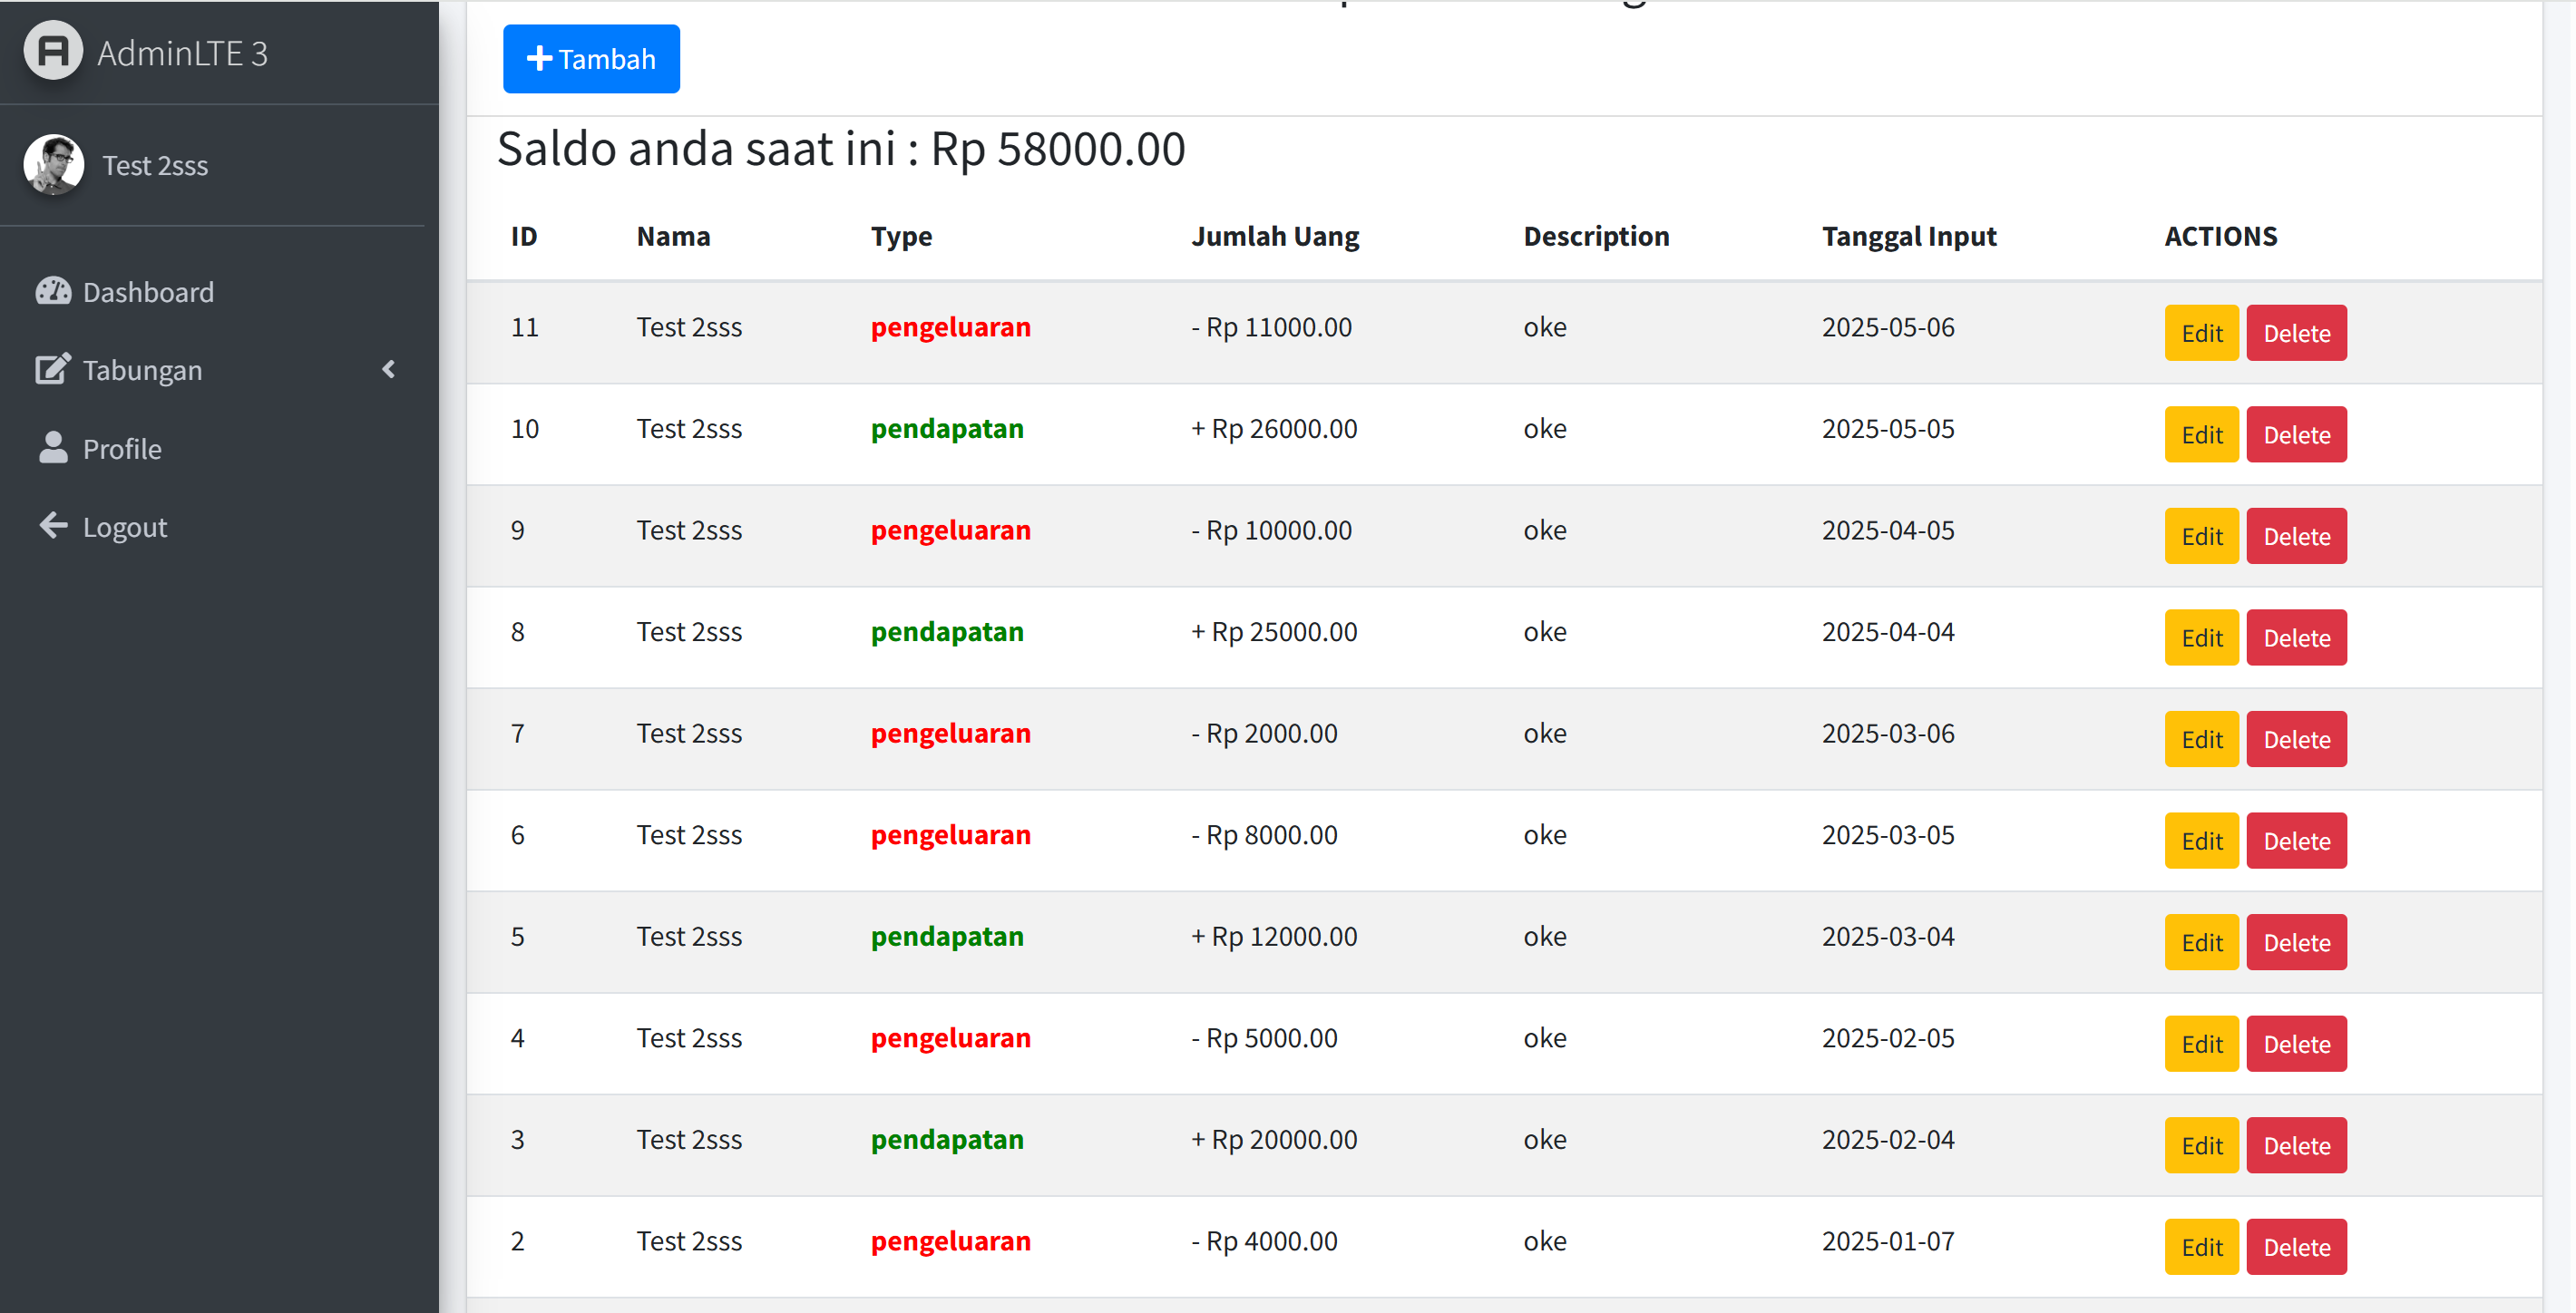 AdminLTE 3
Test 2sss
Dashboard
Tabungan
Profile
Logout
Tambah
Saldo anda saat ini : Rp 58000.00
ID Nama Type Jumlah Uang Description Tanggal Input ACTIONS
11 Test 2sss pengeluaran - Rp 11000.00 oke 2025-05-06 Edit Delete
10 Test 2sss pendapatan + Rp 26000.00 oke 2025-05-05 Edit Delete
9 Test 2sss pengeluaran - Rp 10000.00 oke 2025-04-05 Edit Delete
8 Test 2sss pendapatan + Rp 25000.00 oke 2025-04-04 Edit Delete
7 Test 2sss pengeluaran - Rp 2000.00 oke 2025-03-06 Edit Delete
6 Test 2sss pengeluaran - Rp 8000.00 oke 2025-03-05 Edit Delete
5 Test 2sss pendapatan + Rp 12000.00 oke 2025-03-04 Edit Delete
4 Test 2sss pengeluaran - Rp 5000.00 oke 2025-02-05 Edit Delete
3 Test 2sss pendapatan + Rp 20000.00 oke 2025-02-04 Edit Delete
2 Test 2sss pengeluaran - Rp 4000.00 oke 2025-01-07 Edit Delete